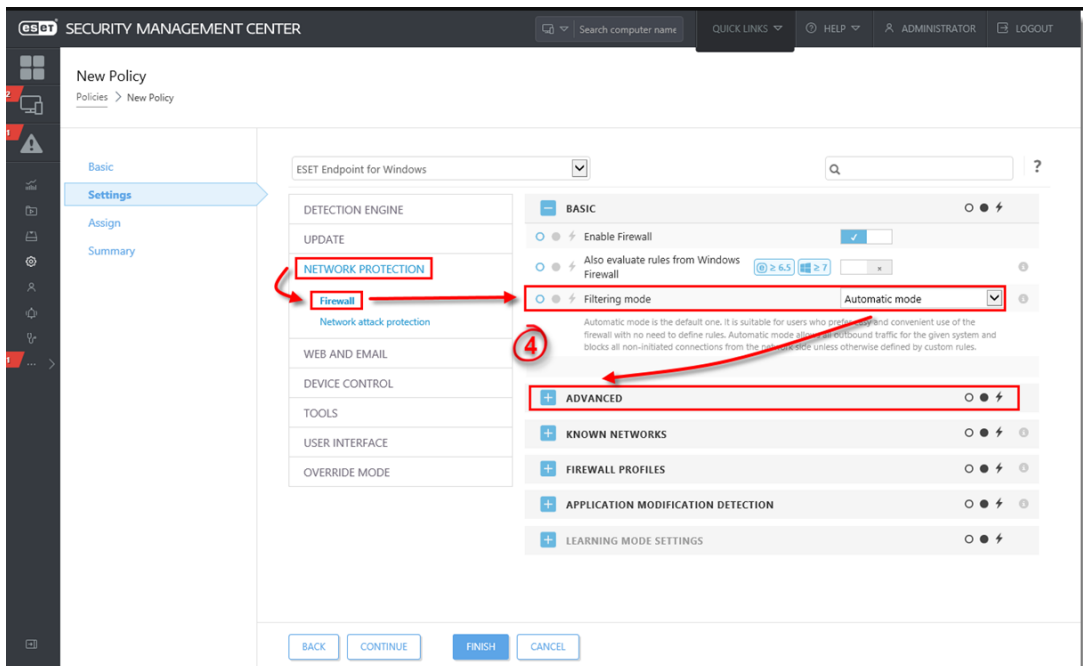 eset SECURITY MANAGEMENT CENTER
Search computer name
QUICK LINKS
HELP
ADMINISTRATOR
LOGOUT
New Policy
Policies > New Policy
Basic
Settings
Assign
Summary
ESET Endpoint for Windows
?
DETECTION ENGINE
UPDATE
NETWORK PROTECTION
Firewall
Network attack protection
WEB AND EMAIL
DEVICE CONTROL
TOOLS
USER INTERFACE
OVERRIDE MODE
BASIC
Enable Firewall
Also evaluate rules from Windows
Firewall
≥ 6.5
≥ 7
Filtering mode
Automatic mode
Automatic mode is the default one. It is suitable for users who prefer easy and convenient use of the
firewall with no need to define rules. Automatic mode allows all outbound traffic for the given system and
blocks all non-initiated connections from the network side unless otherwise defined by custom rules.
4
ADVANCED
KNOWN NETWORKS
FIREWALL PROFILES
APPLICATION MODIFICATION DETECTION
LEARNING MODE SETTINGS
BACK
CONTINUE
FINISH
CANCEL